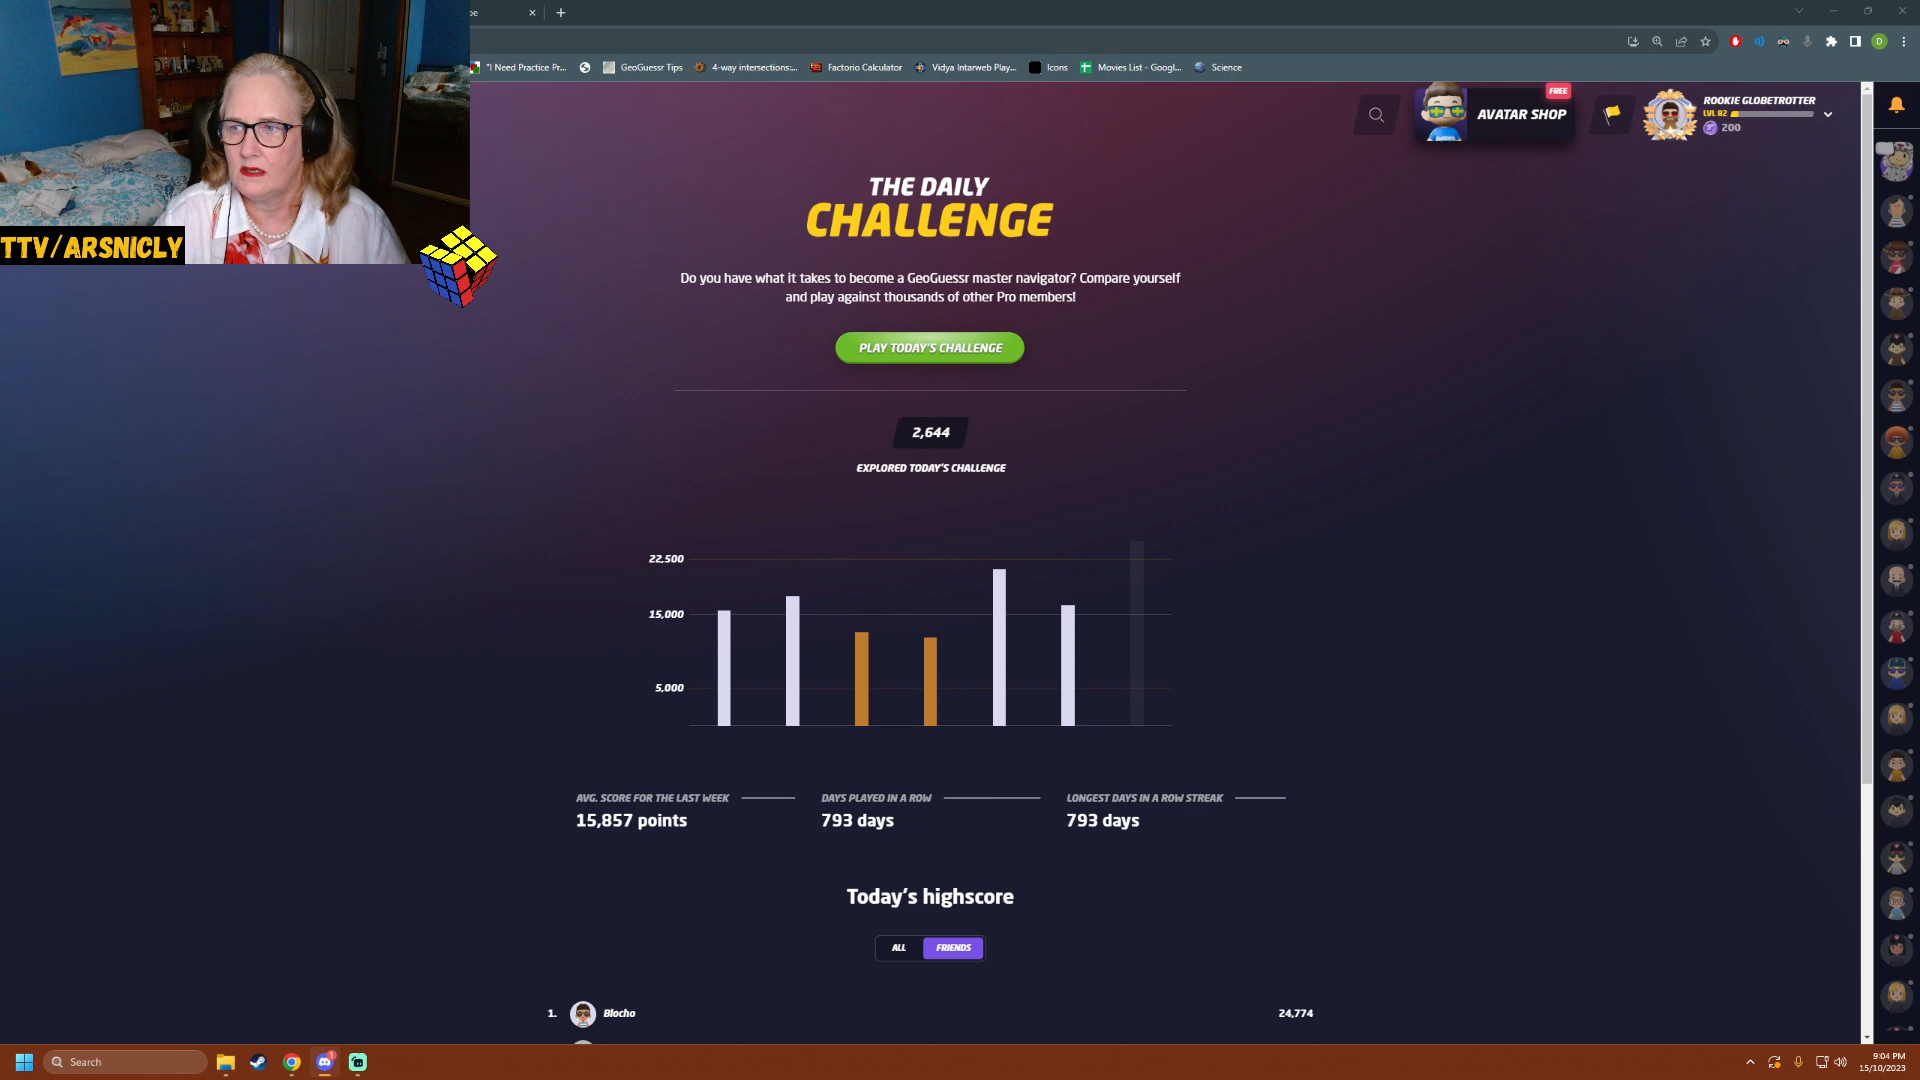 be
"I Need Practice Pr...
GeoGuessr Tips
4-way intersections:...
Factorio Calculator
Vidya Intarweb Play...
Icons
Movies List - Googl...
Science
D
FREE
AVATAR SHOP
ROOKIE GLOBETROTTER
LVL 82
200
TTV/ARSNICLY
THE DAILY
CHALLENGE
Do you have what it takes to become a GeoGuessr master navigator? Compare yourself
and play against thousands of other Pro members!
PLAY TODAY'S CHALLENGE
2,644
EXPLORED TODAY'S CHALLENGE
22,500
15,000
5,000
AVG. SCORE FOR THE LAST WEEK
15,857 points
DAYS PLAYED IN A ROW
793 days
LONGEST DAYS IN A ROW STREAK
793 days
Today's highscore
ALL
FRIENDS
1.
Blocho
24,774
Search
1
9:04 PM
15/10/2023